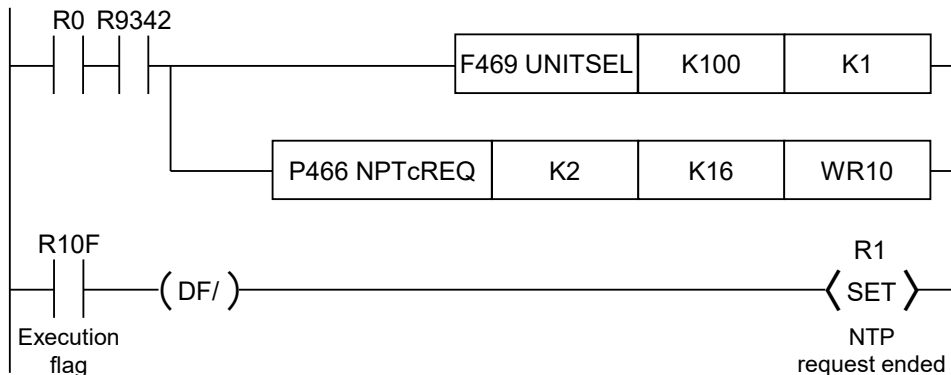 R0 R9342
F469 UNITSEL K100 K1
P466 NPTcREQ K2 K16 WR10
R10F R1
DF/ SET
Execution
flag
NTP
request ended